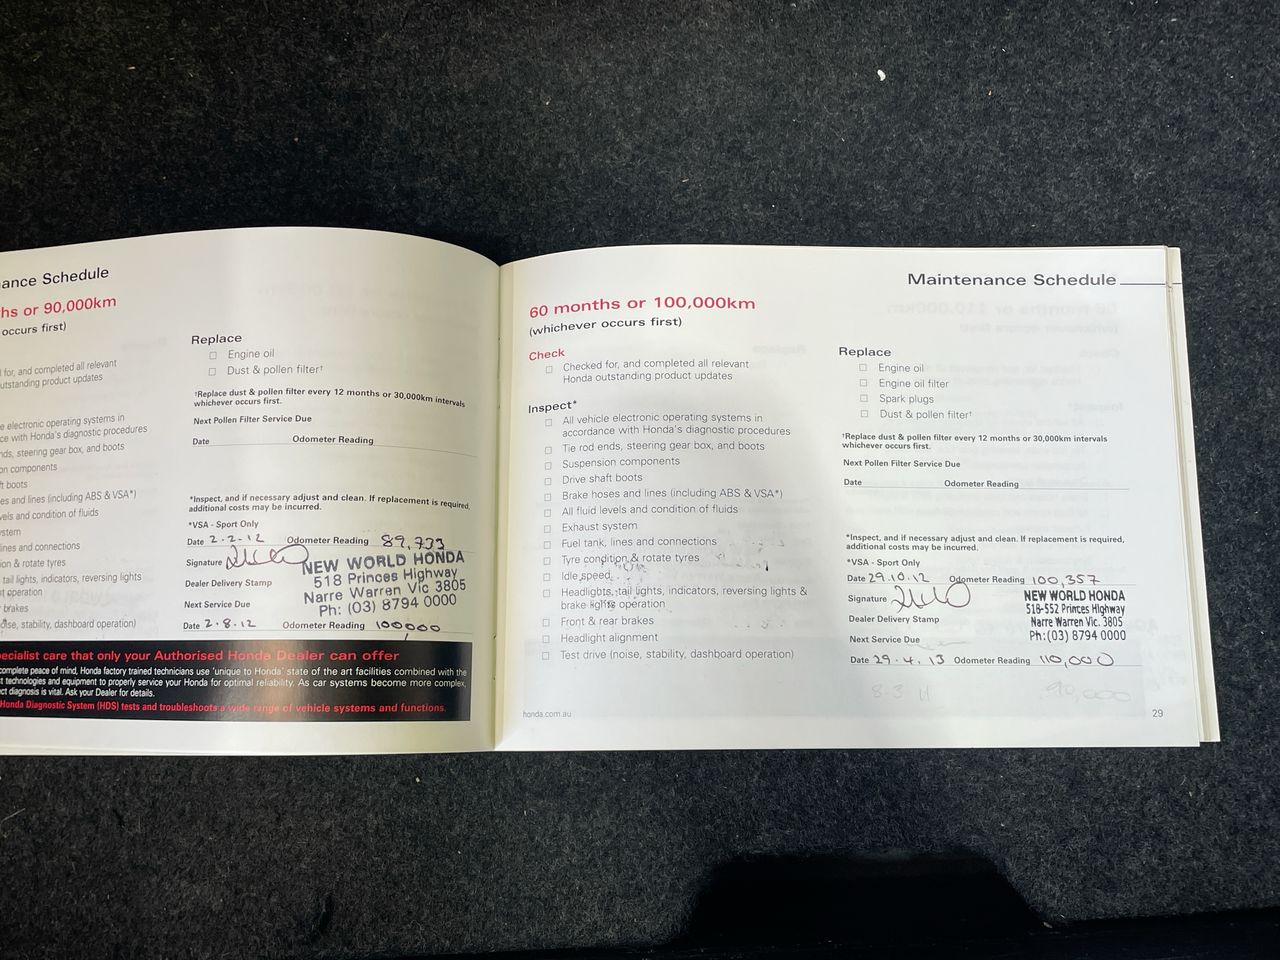 ance Schedule
hs or 90,000km
occurs first)
for, and completed all relevant
utstanding product updates
e electronic operating systems in
ce with Honda's diagnostic procedures
nds, steering gear box, and boots
on components
ft boots
es and lines (including ABS & VSA*)
vels and condition of fluids
ystem
ines and connections
ion & rotate tyres
tail lights, indicators, reversing lights
t operation
brakes
oise, stability, dashboard operation)
Replace
Engine oil
Dust & pollen filter†
†Replace dust & pollen filter every 12 months or 30,000km intervals
whichever occurs first.
Next Pollen Filter Service Due
Date Odometer Reading
*Inspect, and if necessary adjust and clean. If replacement is required,
additional costs may be incurred.
*VSA - Sport Only
Date 2.2.12 Odometer Reading 89,733
Signature
Dealer Delivery Stamp
NEW WORLD HONDA
518 Princes Highway
Narre Warren Vic 3805
Ph: (03) 8794 0000
Next Service Due
Date 2.8.12 Odometer Reading 100000
ecialist care that only your Authorised Honda Dealer can offer
complete peace of mind, Honda factory trained technicians use 'unique to Honda' state of the art facilities combined with the
t technologies and equipment to properly service your Honda for optimal reliability. As car systems become more complex,
ct diagnosis is vital. Ask your Dealer for details.
Honda Diagnostic System (HDS) tests and troubleshoots a wide range of vehicle systems and functions.
Maintenance Schedule
60 months or 100,000km
(whichever occurs first)
Check
Checked for, and completed all relevant
Honda outstanding product updates
Inspect*
All vehicle electronic operating systems in
accordance with Honda's diagnostic procedures
Tie rod ends, steering gear box, and boots
Suspension components
Drive shaft boots
Brake hoses and lines (including ABS & VSA*)
All fluid levels and condition of fluids
Exhaust system
Fuel tank, lines and connections
Tyre condition & rotate tyres
Idle speed
Headlights, tail lights, indicators, reversing lights &
brake lights operation
Front & rear brakes
Headlight alignment
Test drive (noise, stability, dashboard operation)
honda.com.au
Replace
Engine oil
Engine oil filter
Spark plugs
Dust & pollen filter†
†Replace dust & pollen filter every 12 months or 30,000km intervals
whichever occurs first.
Next Pollen Filter Service Due
Date Odometer Reading
*Inspect, and if necessary adjust and clean. If replacement is required,
additional costs may be incurred.
*VSA - Sport Only
Date 29.10.12 Odometer Reading 100,357
Signature
Dealer Delivery Stamp
NEW WORLD HONDA
518-552 Princes Highway
Narre Warren Vic. 3805
Ph:(03) 8794 0000
Next Service Due
Date 29.4.13 Odometer Reading 110,000
90,000
29